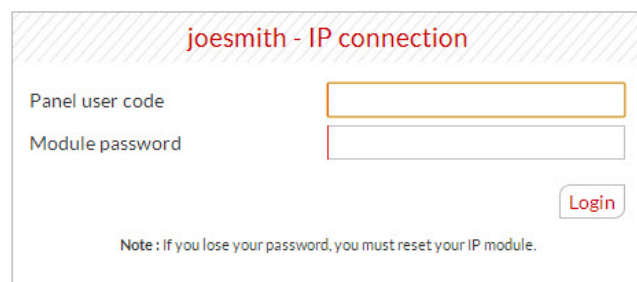 joesmith - IP connection
Panel user code
Module password
Login
Note : If you lose your password, you must reset your IP module.